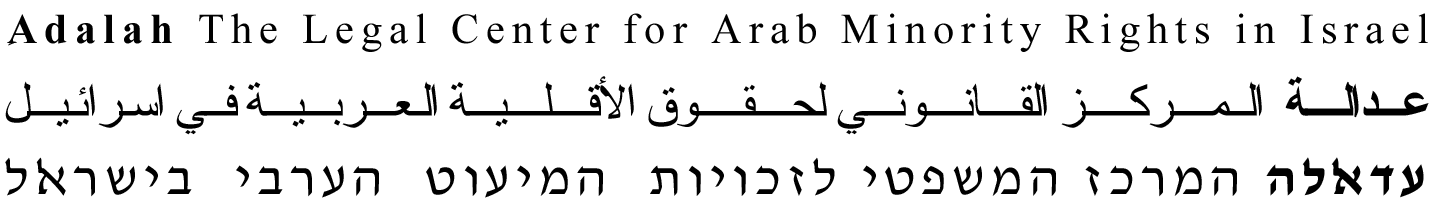 Adalah The Legal Center for Arab Minority Rights in Israel
عدالة المركز القانوني لحقوق الأقلية العربية في اسرائيل
עדאלה המרכז המשפטי לזכויות המיעוט הערבי בישראל